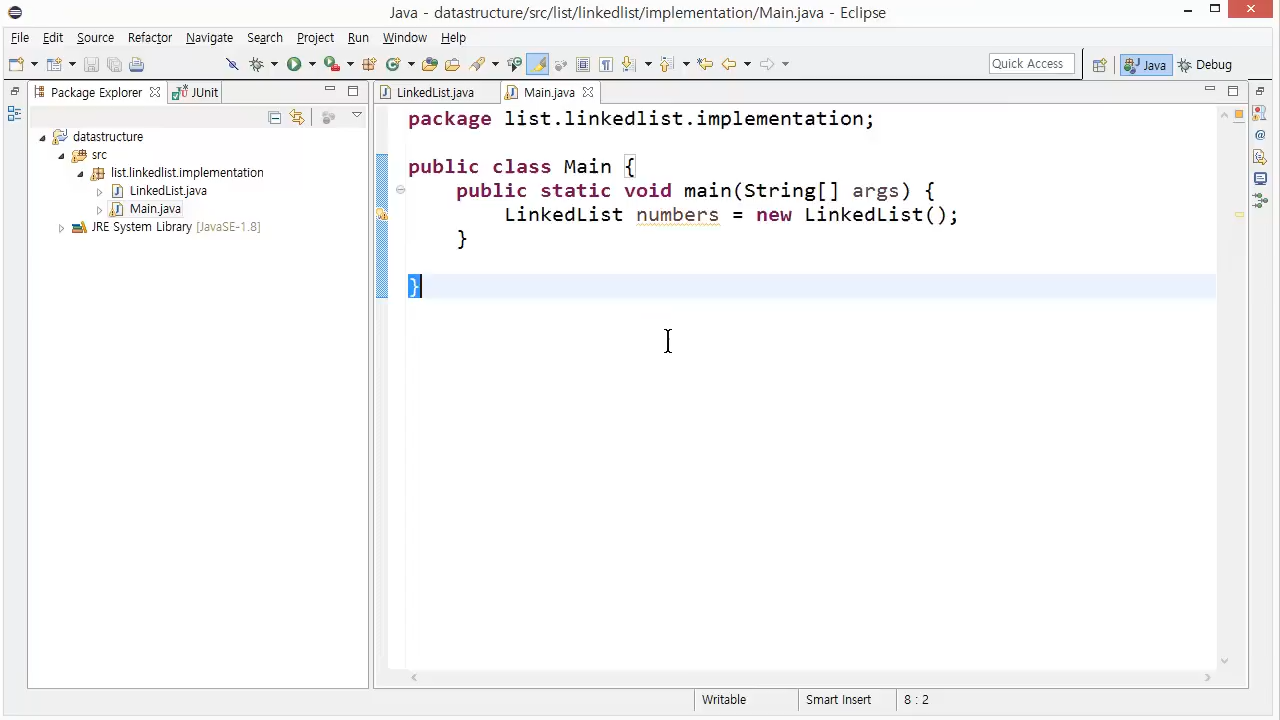 Java - datastructure/src/list/linkedlist/implementation/Main.java - Eclipse
File Edit Source Refactor Navigate Search Project Run Window Help
Quick Access
Java
Debug
Package Explorer
JUnit
LinkedList.java
Main.java
datastructure
src
list.linkedlist.implementation
LinkedList.java
Main.java
JRE System Library [JavaSE-1.8]
package list.linkedlist.implementation;
public class Main {
public static void main(String[] args) {
LinkedList numbers = new LinkedList();
}
}
Writable
Smart Insert
8 : 2